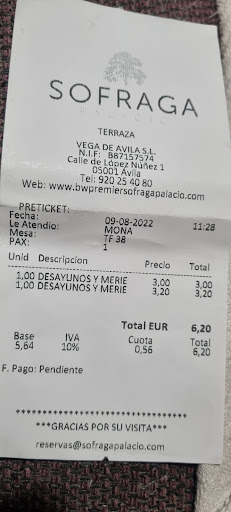 SOFRAGA
PALACIO
TERRAZA
VEGA DE AVILA S.L.
N.I.F: B87157574
Calle de López Núñez 1
05001 Ávila
Tel: 920 25 40 80
Web: www.bwpremiersofragapalacio.com
PRETICKET:
Fecha: 09-08-2022 11:28
Le Atendio: MONA
Mesa: TF 38
PAX: 1
Unid Descripcion Precio Total
1,00 DESAYUNOS Y MERIE 3,00 3,00
1,00 DESAYUNOS Y MERIE 3,20 3,20
Total EUR 6,20
Base IVA Cuota Total
5,64 10% 0,56 6,20
F. Pago: Pendiente
***GRACIAS POR SU VISITA***
reservas@sofragapalacio.com